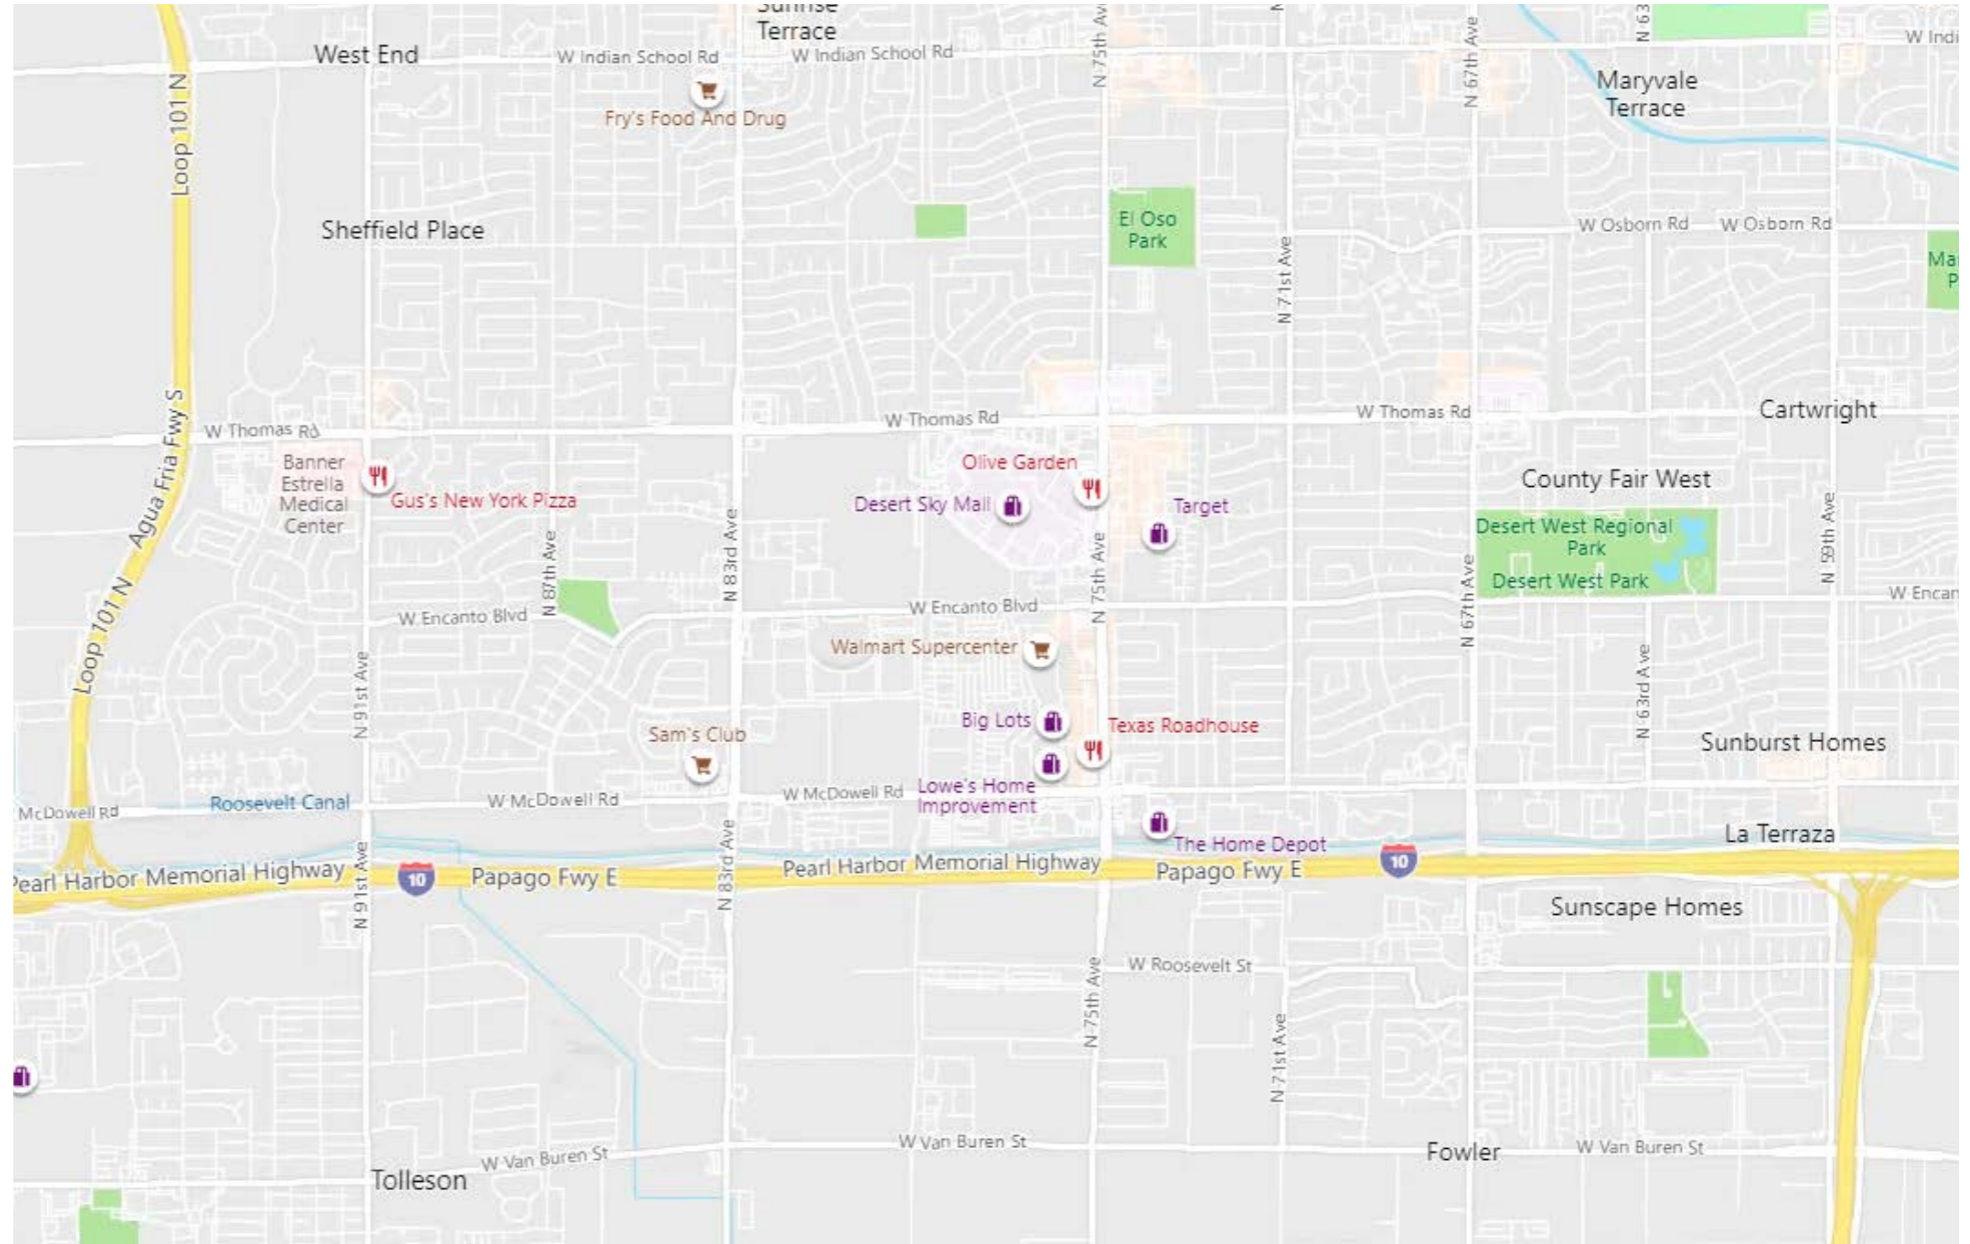 Sunrise
Terrace
West End
W Indian School Rd
W Indian School Rd
N 75th Av
N 67th Ave
N 63
W Indi
Loop 101 N
Fry's Food And Drug
Maryvale
Terrace
Sheffield Place
El Oso
Park
W Osborn Rd
W Osborn Rd
N 71st Ave
Ma
P
Agua Fria Fwy S
W Thomas Rd
W Thomas Rd
W Thomas Rd
Cartwright
Banner
Estrella
Medical
Center
Gus's New York Pizza
Olive Garden
Desert Sky Mall
Target
County Fair West
Desert West Regional
Park
Desert West Park
N 59th Ave
N 87th Ave
N 83rd Ave
N 75th Ave
N 67th Ave
W Encanto Blvd
W Encanto Blvd
W Encan
Loop 101 N
Walmart Supercenter
N 91st Ave
N 63rd Ave
Big Lots
Texas Roadhouse
Sam's Club
Sunburst Homes
Lowe's Home
Improvement
McDowell Rd
Roosevelt Canal
W McDowell Rd
W McDowell Rd
The Home Depot
La Terraza
Pearl Harbor Memorial Highway
N 91st Ave
10
Papago Fwy E
N 83rd Ave
Pearl Harbor Memorial Highway
Papago Fwy E
10
Sunscape Homes
N 75th Ave
W Roosevelt St
N 71st Ave
W Van Buren St
W Van Buren St
Fowler
W Van Buren St
Tolleson